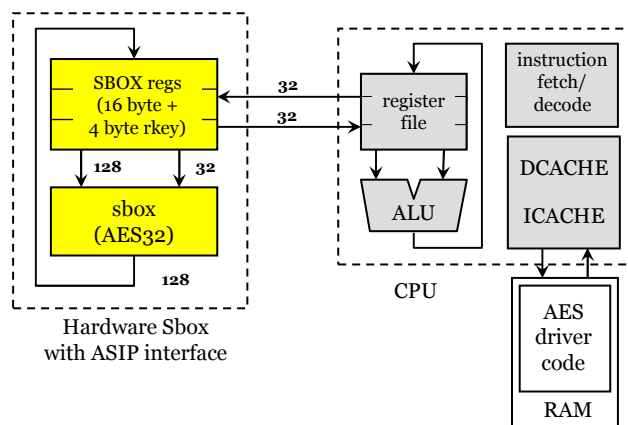 SBOX regs
(16 byte +
4 byte rkey)
128
32
sbox
(AES32)
128
Hardware Sbox
with ASIP interface
32
32
register
file
ALU
instruction
fetch/
decode
DCACHE
ICACHE
CPU
AES
driver
code
RAM